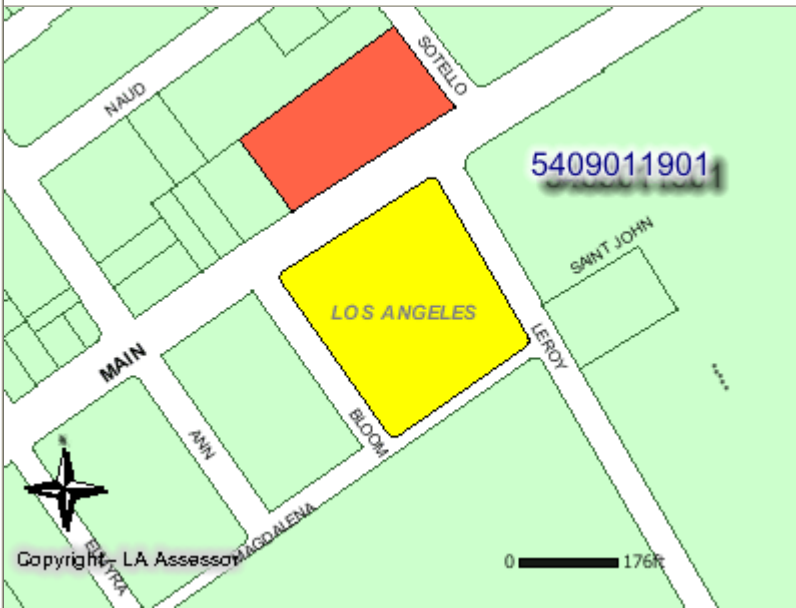 SOTELLO
NAUD
5409011901
SAINT JOHN
LOS ANGELES
LEROY
MAIN
BLOOM
ANN
MAGDALENA
Copyright - LA Assessor
0 176ft